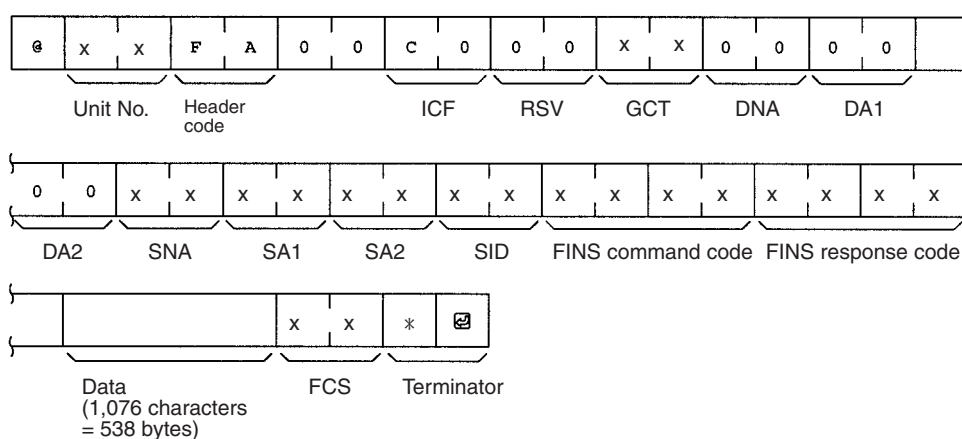 @ x x F A 0 0 C 0 0 0 x x 0 0 0 0
Unit No. Header code ICF RSV GCT DNA DA1
0 0 x x x x x x x x x x x x x x x x
DA2 SNA SA1 SA2 SID FINS command code FINS response code
x x * ↵
Data
(1,076 characters
= 538 bytes)
FCS Terminator